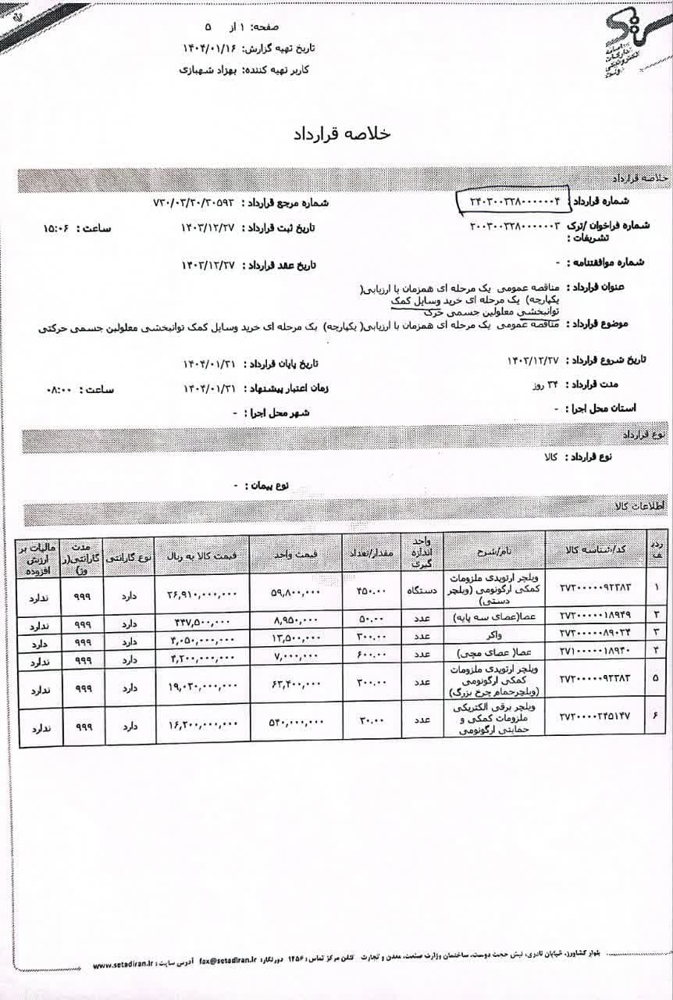 سامانه
تدارکات
الکترونیکی
دولت
صفحه: ۱ از ۵
تاریخ تهیه گزارش: ۱۴۰۴/۰۱/۱۶
کاربر تهیه کننده: بهزاد شهبازی
خلاصه قرارداد
خلاصه قرارداد
شماره قرارداد : ۲۴۰۳۰۰۳۲۸۰۰۰۰۰۰۴ شماره مرجع قرارداد : ۷۳۰/۰۳/۲۰/۲۰۵۹۳
شماره فراخوان /ترک تشریفات : ۲۰۰۳۰۰۳۲۸۰۰۰۰۰۰۳ تاریخ ثبت قرارداد : ۱۴۰۳/۱۲/۲۷ ساعت : ۱۵:۰۶
شماره موافقتنامه : - تاریخ عقد قرارداد : ۱۴۰۳/۱۲/۲۷
عنوان قرارداد : مناقصه عمومی یک مرحله ای همزمان با ارزیابی(
یکپارچه) یک مرحله ای خرید وسایل کمک
توانبخشی معلولین جسمی حرک
موضوع قرارداد : مناقصه عمومی یک مرحله ای همزمان با ارزیابی( یکپارچه) یک مرحله ای خرید وسایل کمک توانبخشی معلولین جسمی حرکتی
تاریخ شروع قرارداد : ۱۴۰۳/۱۲/۲۷ تاریخ پایان قرارداد : ۱۴۰۴/۰۱/۳۱
مدت قرارداد : ۳۴ روز زمان اعتبار پیشنهاد : ۱۴۰۴/۰۱/۳۱ ساعت : ۰۸:۰۰
استان محل اجرا : - شهر محل اجرا : -
نوع قرارداد
نوع قرارداد : کالا
نوع پیمان : -
اطلاعات کالا
ردیف کد/شناسه کالا نام/شرح واحد اندازه گیری مقدار/تعداد قیمت واحد قیمت کالا به ریال نوع گارانتی مدت گارانتی(روز) مالیات بر ارزش افزوده
۱ ۲۷۲۰۰۰۰۰۹۲۳۸۳ ویلچر ارتوپدی ملزومات کمکی ارگونومی (ویلچر دستی) دستگاه ۴۵۰.۰۰ ۵۹,۸۰۰,۰۰۰ ۲۶,۹۱۰,۰۰۰,۰۰۰ دارد ۹۹۹ ندارد
۲ ۲۷۲۰۰۰۰۰۱۸۹۴۹ عصا(عصای سه پایه) عدد ۵۰.۰۰ ۸,۹۵۰,۰۰۰ ۴۴۷,۵۰۰,۰۰۰ دارد ۹۹۹ ندارد
۳ ۲۷۲۰۰۰۰۰۸۹۰۲۴ واکر عدد ۳۰۰.۰۰ ۱۳,۵۰۰,۰۰۰ ۴,۰۵۰,۰۰۰,۰۰۰ دارد ۹۹۹ دارد
۴ ۲۷۱۰۰۰۰۰۱۸۹۴۰ عصا( عصای مچی) عدد ۶۰۰.۰۰ ۷,۰۰۰,۰۰۰ ۴,۲۰۰,۰۰۰,۰۰۰ دارد ۹۹۹ ندارد
۵ ۲۷۲۰۰۰۰۰۹۲۳۸۳ ویلچر ارتوپدی ملزومات کمکی ارگونومی (ویلچرحمام چرخ بزرگ) عدد ۳۰۰.۰۰ ۶۳,۴۰۰,۰۰۰ ۱۹,۰۲۰,۰۰۰,۰۰۰ دارد ۹۹۹ ندارد
۶ ۲۷۲۰۰۰۰۲۴۵۱۴۷ ویلچر برقی الکتریکی ملزومات کمکی و حمایتی ارگونومی عدد ۳۰.۰۰ ۵۴۰,۰۰۰,۰۰۰ ۱۶,۲۰۰,۰۰۰,۰۰۰ دارد ۹۹۹ ندارد
بلوار کشاورز، خیابان نادری، نبش حجت دوست، ساختمان وزارت صنعت، معدن و تجارت تلفن مرکز تماس : ۱۴۵۶ دورنگار: fax@setadiran.ir آدرس سایت : www.setadiran.ir